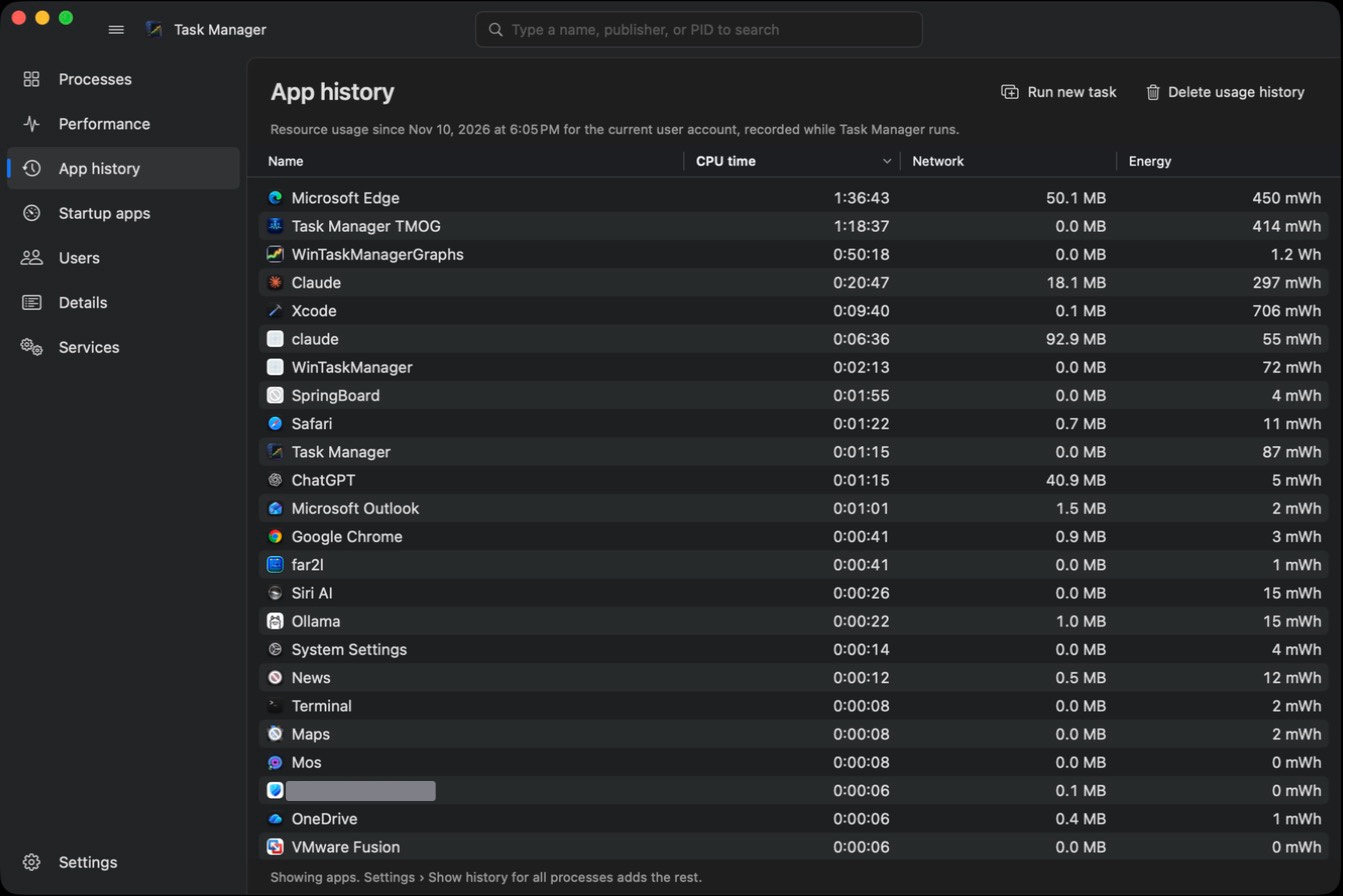 Task Manager
Type a name, publisher, or PID to search
Processes
Performance
App history
Startup apps
Users
Details
Services
Settings
App history
Run new task
Delete usage history
Resource usage since Nov 10, 2026 at 6:05 PM for the current user account, recorded while Task Manager runs.
Name CPU time Network Energy
Microsoft Edge 1:36:43 50.1 MB 450 mWh
Task Manager TMOG 1:18:37 0.0 MB 414 mWh
WinTaskManagerGraphs 0:50:18 0.0 MB 1.2 Wh
Claude 0:20:47 18.1 MB 297 mWh
Xcode 0:09:40 0.1 MB 706 mWh
claude 0:06:36 92.9 MB 55 mWh
WinTaskManager 0:02:13 0.0 MB 72 mWh
SpringBoard 0:01:55 0.0 MB 4 mWh
Safari 0:01:22 0.7 MB 11 mWh
Task Manager 0:01:15 0.0 MB 87 mWh
ChatGPT 0:01:15 40.9 MB 5 mWh
Microsoft Outlook 0:01:01 1.5 MB 2 mWh
Google Chrome 0:00:41 0.9 MB 3 mWh
far2l 0:00:41 0.0 MB 1 mWh
Siri AI 0:00:26 0.0 MB 15 mWh
Ollama 0:00:22 1.0 MB 15 mWh
System Settings 0:00:14 0.0 MB 4 mWh
News 0:00:12 0.5 MB 12 mWh
Terminal 0:00:08 0.0 MB 2 mWh
Maps 0:00:08 0.0 MB 2 mWh
Mos 0:00:08 0.0 MB 0 mWh
0:00:06 0.1 MB 0 mWh
OneDrive 0:00:06 0.4 MB 1 mWh
VMware Fusion 0:00:06 0.0 MB 0 mWh
Showing apps. Settings › Show history for all processes adds the rest.